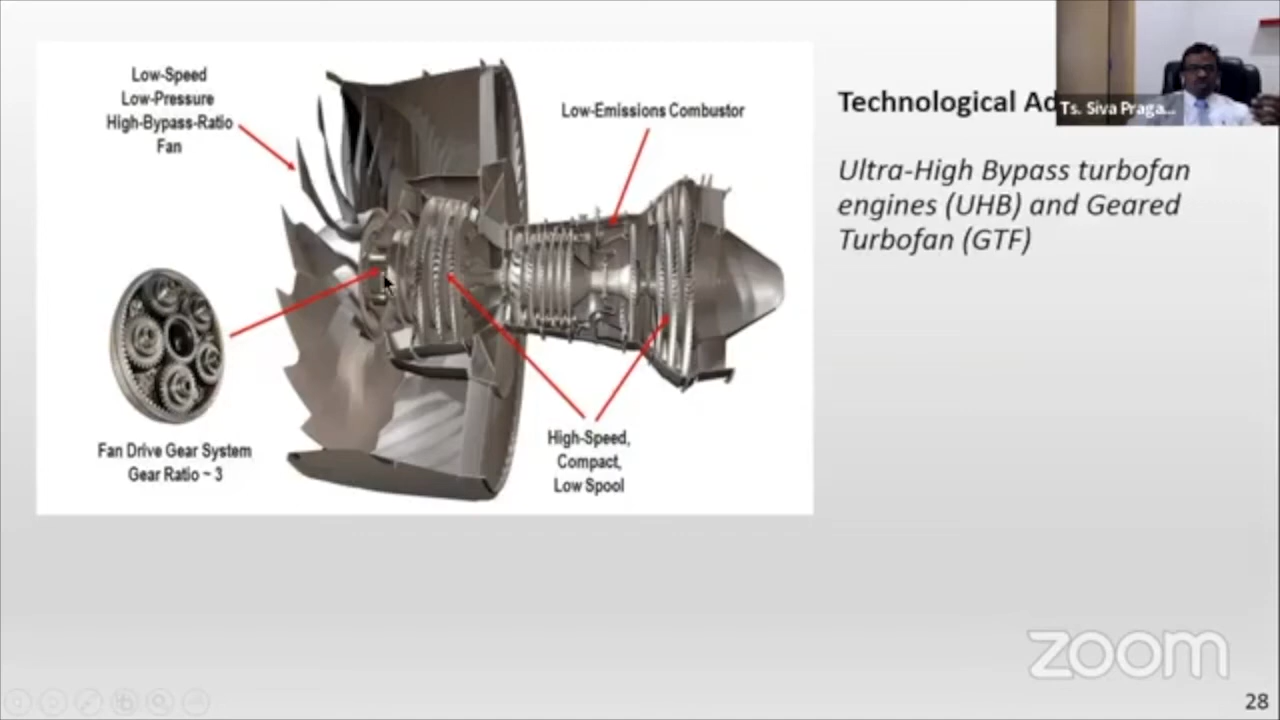 Low-Speed
Low-Pressure
High-Bypass-Ratio
Fan
Low-Emissions Combustor
Fan Drive Gear System
Gear Ratio ~ 3
High-Speed,
Compact,
Low Spool
Technological Ad
Ts. Siva Praga...
Ultra-High Bypass turbofan
engines (UHB) and Geared
Turbofan (GTF)
zoom
28